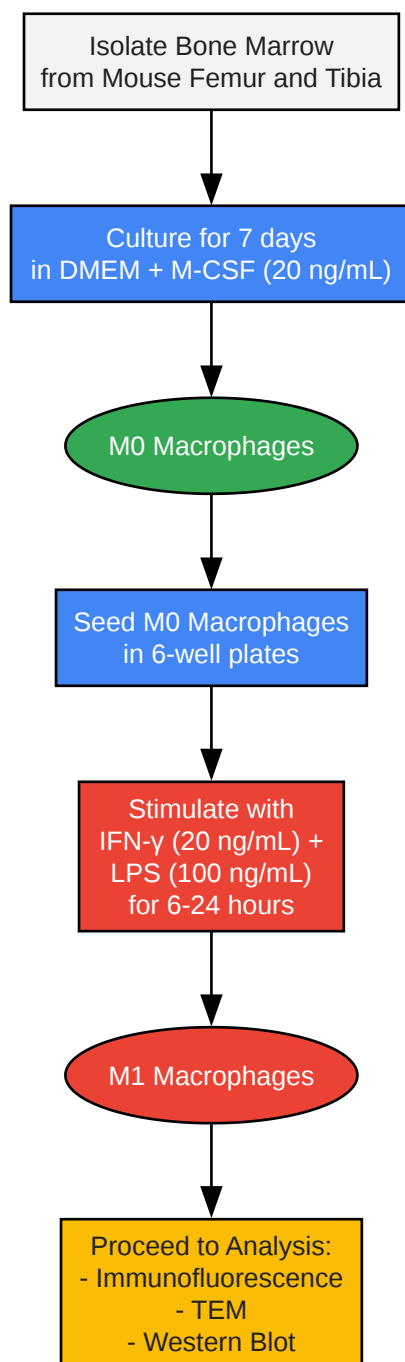 Isolate Bone Marrow
from Mouse Femur and Tibia
Culture for 7 days
in DMEM + M-CSF (20 ng/mL)
M0 Macrophages
Seed M0 Macrophages
in 6-well plates
Stimulate with
IFN-γ (20 ng/mL) +
LPS (100 ng/mL)
for 6-24 hours
M1 Macrophages
Proceed to Analysis:
- Immunofluorescence
- TEM
- Western Blot